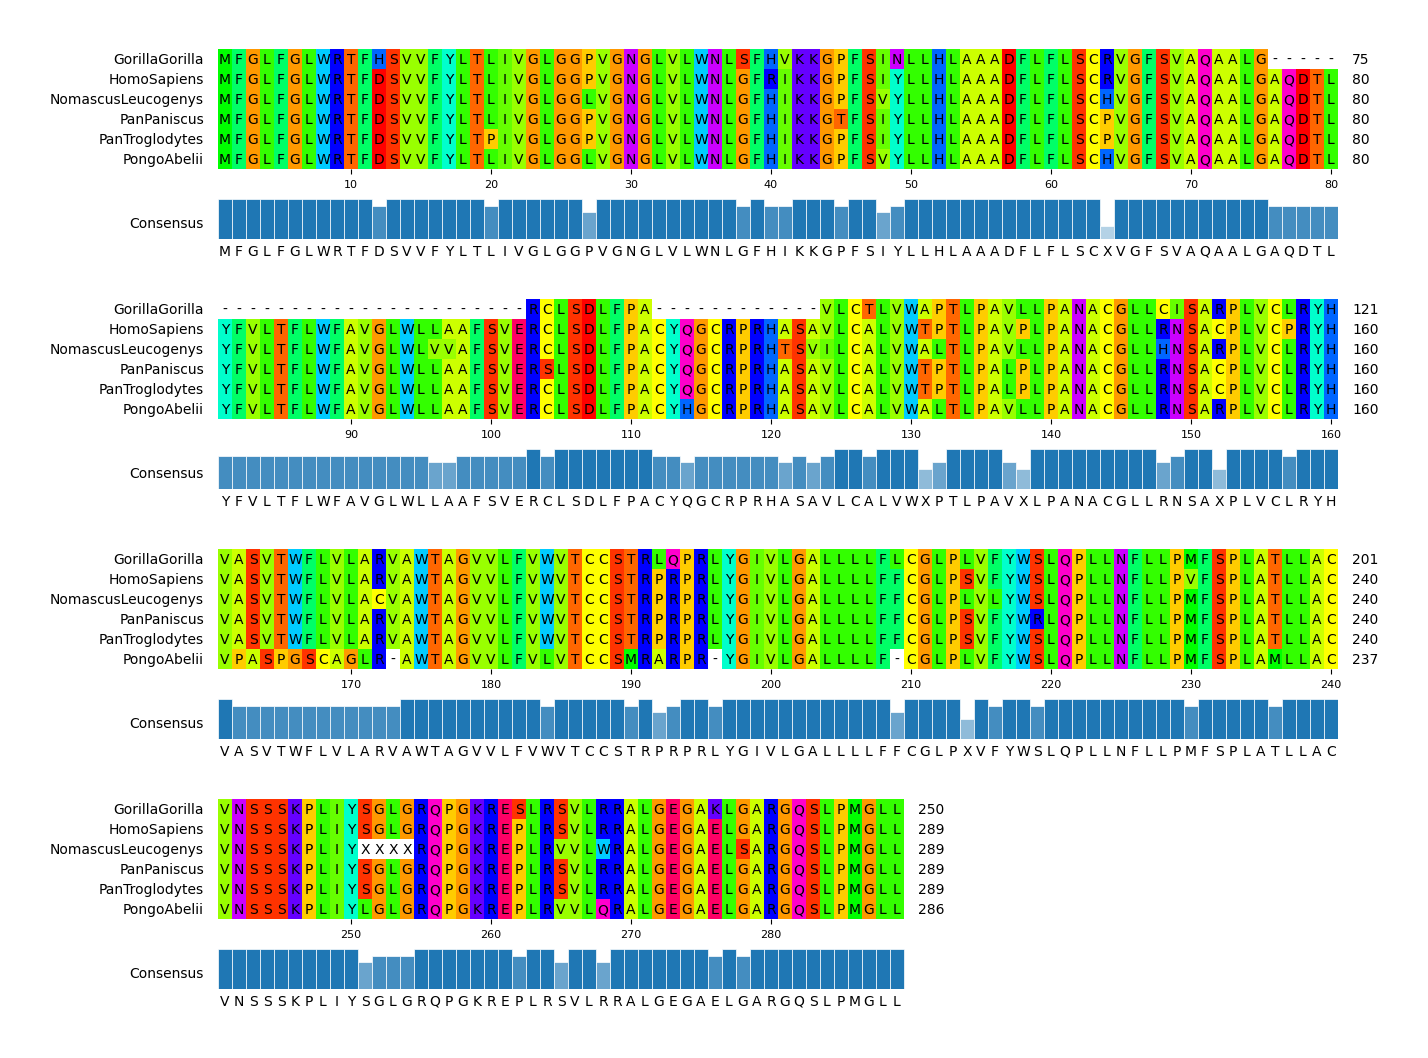 GorillaGorilla MFGLFGLWRTFHSVVFYLTLIVGLGGPVGNGLVLWNLSFHVKKGPFSINLLHLAAADFLFLSCRVGFSVAQAALG----- 75
HomoSapiens MFGLFGLWRTFDSVVFYLTLIVGLGGPVGNGLVLWNLGFRIKKGPFSIYLLHLAAADFLFLSCRVGFSVAQAALGAQDTL 80
NomascusLeucogenys MFGLFGLWRTFDSVVFYLTLIVGLGGLVGNGLVLWNLGFHIKKGPFSVYLLHLAAADFLFLSCHVGFSVAQAALGAQDTL 80
PanPaniscus MFGLFGLWRTFDSVVFYLTLIVGLGGPVGNGLVLWNLGFHIKKGTFSIYLLHLAAADFLFLSCPVGFSVAQAALGAQDTL 80
PanTroglodytes MFGLFGLWRTFDSVVFYLTPIVGLGGPVGNGLVLWNLGFHIKKGPFSIYLLHLAAADFLFLSCPVGFSVAQAALGAQDTL 80
PongoAbelii MFGLFGLWRTFDSVVFYLTLIVGLGGLVGNGLVLWNLGFHIKKGPFSVYLLHLAAADFLFLSCHVGFSVAQAALGAQDTL 80
10 20 30 40 50 60 70 80
Consensus
MFGLFGLWRTFDSVVFYLTLIVGLGGPVGNGLVLWNLGFHIKKGPFSIYLLHLAAADFLFLSCXVGFSVAQAALGAQDTL
GorillaGorilla ----------------------RCLSDLFPA------------VLCTLVWAPTLPAVLLPANACGLLCISARPLVCLRYH 121
HomoSapiens YFVLTFLWFAVGLWLLAAFSVERCLSDLFPACYQGCRPRHASAVLCALVWTPTLPAVPLPANACGLLRNSACPLVCPRYH 160
NomascusLeucogenys YFVLTFLWFAVGLWLVVAFSVERCLSDLFPACYQGCRPRHTSVILCALVWALTLPAVLLPANACGLLHNSARPLVCLRYH 160
PanPaniscus YFVLTFLWFAVGLWLLAAFSVERSLSDLFPACYQGCRPRHASAVLCALVWTPTLPALPLPANACGLLRNSACPLVCLRYH 160
PanTroglodytes YFVLTFLWFAVGLWLLAAFSVERCLSDLFPACYQGCRPRHASAVLCALVWTPTLPALPLPANACGLLRNSACPLVCLRYH 160
PongoAbelii YFVLTFLWFAVGLWLLAAFSVERCLSDLFPACYHGCRPRHASAVLCALVWALTLPAVLLPANACGLLRNSARPLVCLRYH 160
90 100 110 120 130 140 150 160
Consensus
YFVLTFLWFAVGLWLLAAFSVERCLSDLFPACYQGCRPRHASAVLCALVWXPTLPAVXLPANACGLLRNSAXPLVCLRYH
GorillaGorilla VASVTWFLVLARVAWTAGVVLFVWVTCCSTRLQPRLYGIVLGALLLLFLCGLPLVFYWSLQPLLNFLLPMFSPLATLLAC 201
HomoSapiens VASVTWFLVLARVAWTAGVVLFVWVTCCSTRPRPRLYGIVLGALLLLFFCGLPSVFYWSLQPLLNFLLPVFSPLATLLAC 240
NomascusLeucogenys VASVTWFLVLACVAWTAGVVLFVWVTCCSTRPRPRLYGIVLGALLLLFFCGLPLVLYWSLQPLLNFLLPMFSPLATLLAC 240
PanPaniscus VASVTWFLVLARVAWTAGVVLFVWVTCCSTRPRPRLYGIVLGALLLLFFCGLPSVFYWRLQPLLNFLLPMFSPLATLLAC 240
PanTroglodytes VASVTWFLVLARVAWTAGVVLFVWVTCCSTRPRPRLYGIVLGALLLLFFCGLPSVFYWSLQPLLNFLLPMFSPLATLLAC 240
PongoAbelii VPASPGSCAGLR-AWTAGVVLFVLVTCCSMRARPR-YGIVLGALLLLF-CGLPLVFYWSLQPLLNFLLPMFSPLAMLLAC 237
170 180 190 200 210 220 230 240
Consensus
VASVTWFLVLARVAWTAGVVLFVWVTCCSTRPRPRLYGIVLGALLLLFFCGLPXVFYWSLQPLLNFLLPMFSPLATLLAC
GorillaGorilla VNSSSKPLIYSGLGRQPGKRESLRSVLRRALGEGAKLGARGQSLPMGLL 250
HomoSapiens VNSSSKPLIYSGLGRQPGKREPLRSVLRRALGEGAELGARGQSLPMGLL 289
NomascusLeucogenys VNSSSKPLIYXXXXRQPGKREPLRVVLWRALGEGAELSARGQSLPMGLL 289
PanPaniscus VNSSSKPLIYSGLGRQPGKREPLRSVLRRALGEGAELGARGQSLPMGLL 289
PanTroglodytes VNSSSKPLIYSGLGRQPGKREPLRSVLRRALGEGAELGARGQSLPMGLL 289
PongoAbelii VNSSSKPLIYLGLGRQPGKREPLRVVLQRALGEGAELGARGQSLPMGLL 286
250 260 270 280
Consensus
VNSSSKPLIYSGLGRQPGKREPLRSVLRRALGEGAELGARGQSLPMGLL